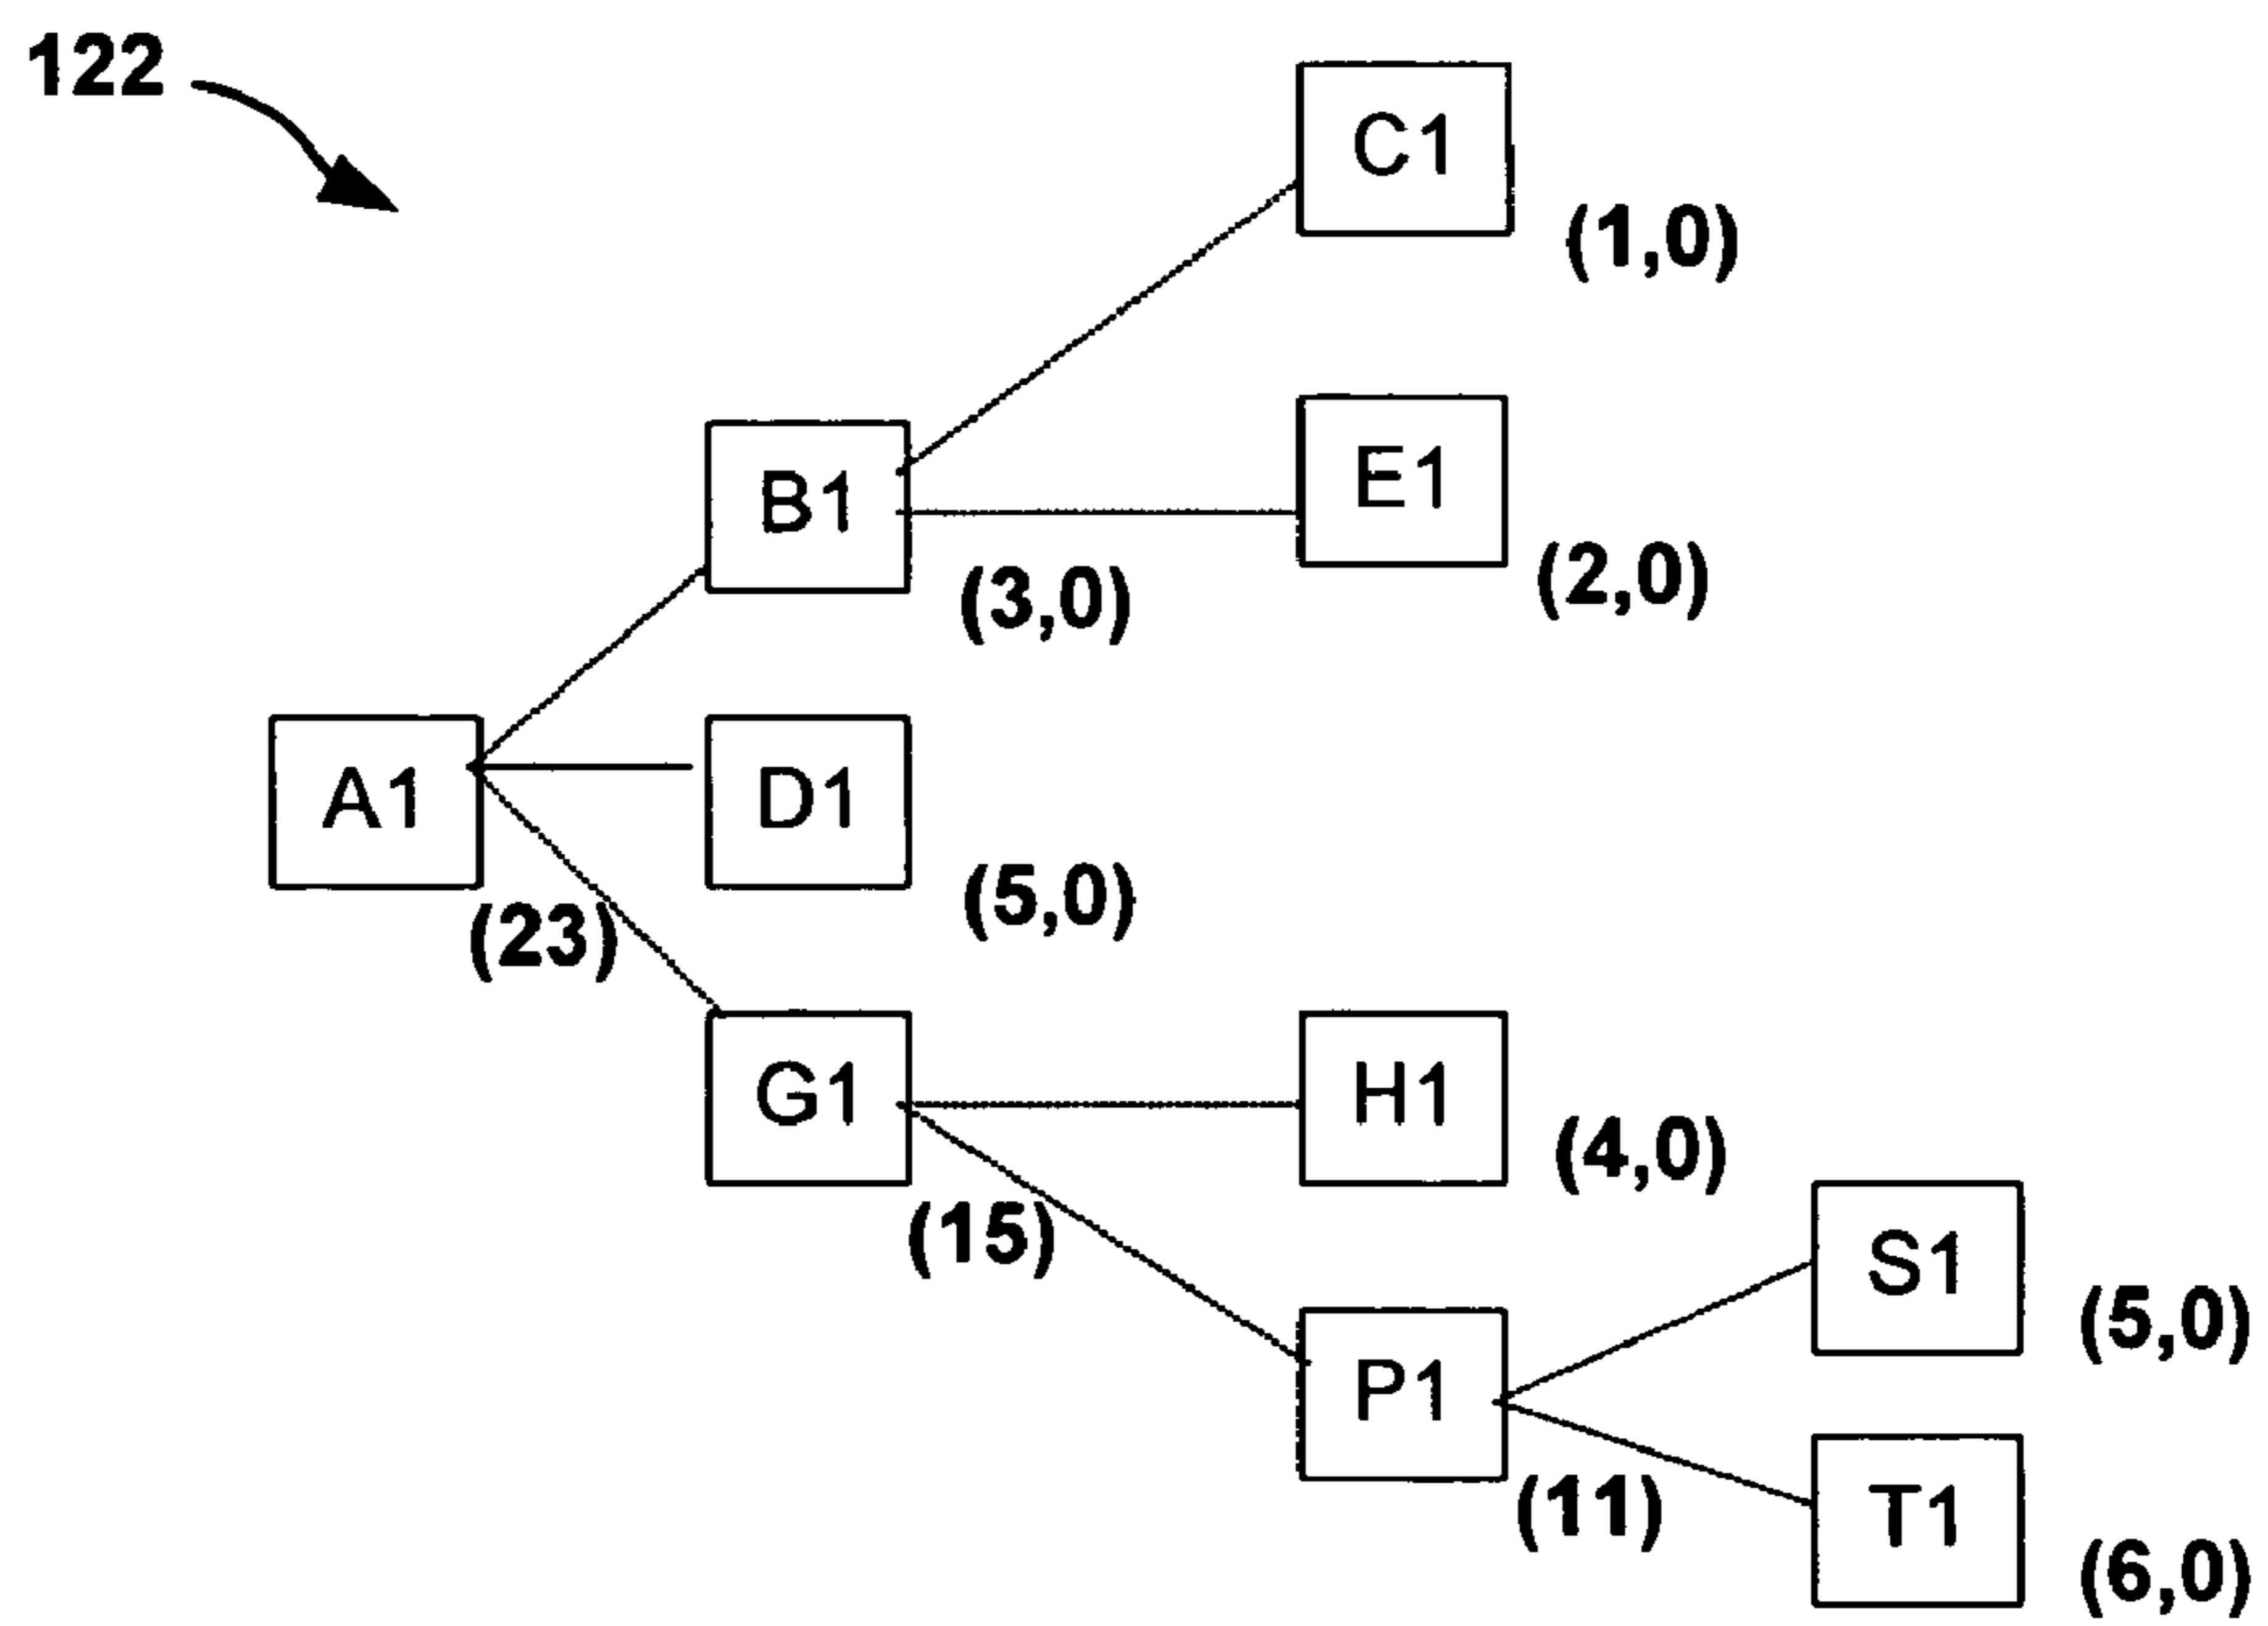 122
C1
(1,0)
E1
B1
(2,0)
(3,0)
A1
D1
(5,0)
(23)
G1
H1
(4,0)
(15)
S1
(5,0)
P1
(11)
T1
(6,0)